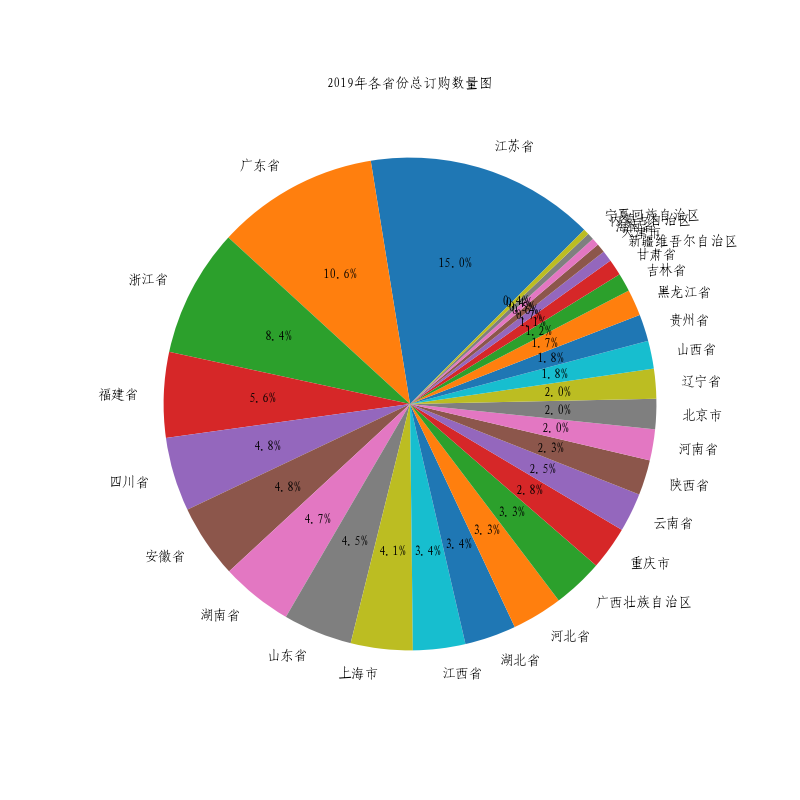 2019年各省份总订购数量图
江苏省
15.0%
广东省
10.6%
浙江省
8.4%
福建省
5.6%
四川省
4.8%
安徽省
4.8%
湖南省
4.7%
山东省
4.5%
上海市
4.1%
江西省
3.4%
湖北省
3.4%
河北省
3.3%
广西壮族自治区
3.3%
重庆市
2.8%
云南省
2.5%
陕西省
2.3%
河南省
2.0%
北京市
2.0%
辽宁省
2.0%
山西省
1.8%
贵州省
1.8%
黑龙江省
1.7%
吉林省
1.2%
甘肃省
1.1%
新疆维吾尔自治区
天津市
海南省
宁夏回族自治区
0.4%